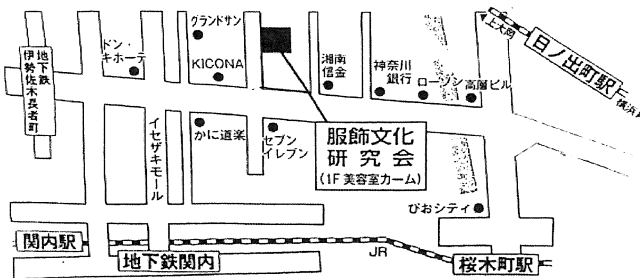 グランドサン
ドン・
キホーテ
KICONA
湘南
信金
神奈川
銀行
ローソン
高層ビル
上大岡
日ノ出町駅
横浜
地下鉄
伊勢佐木長者町
イセザキモール
かに道楽
セブン
イレブン
服飾文化
研究会
(1F 美容室カーム)
ぴおシティ
関内駅
地下鉄関内
JR
桜木町駅